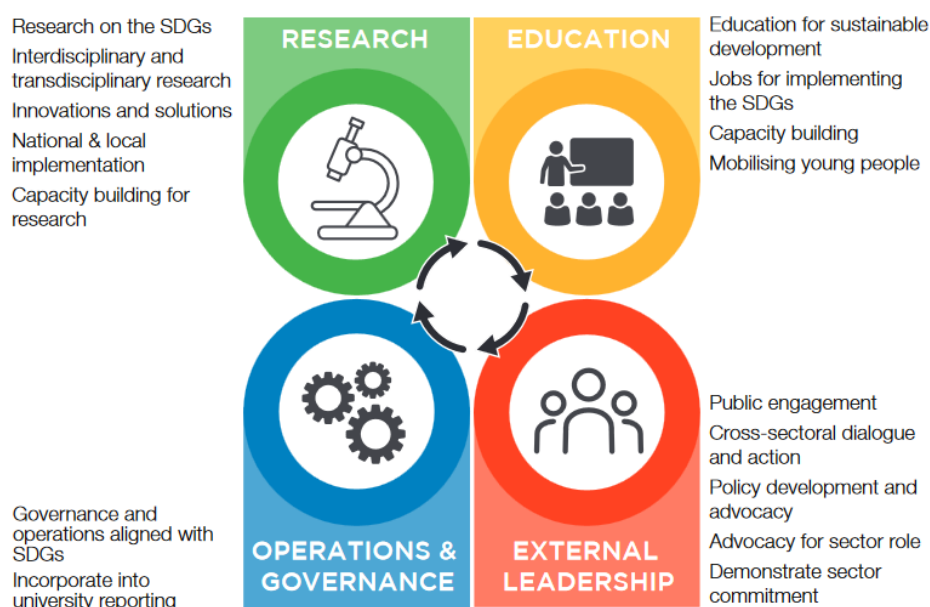 RESEARCH
Research on the SDGs
Interdisciplinary and
transdisciplinary research
Innovations and solutions
National & local
implementation
Capacity building for
research
EDUCATION
Education for sustainable
development
Jobs for implementing
the SDGs
Capacity building
Mobilising young people
OPERATIONS &
GOVERNANCE
Governance and
operations aligned with
SDGs
Incorporate into
university reporting
EXTERNAL
LEADERSHIP
Public engagement
Cross-sectoral dialogue
and action
Policy development and
advocacy
Advocacy for sector role
Demonstrate sector
commitment